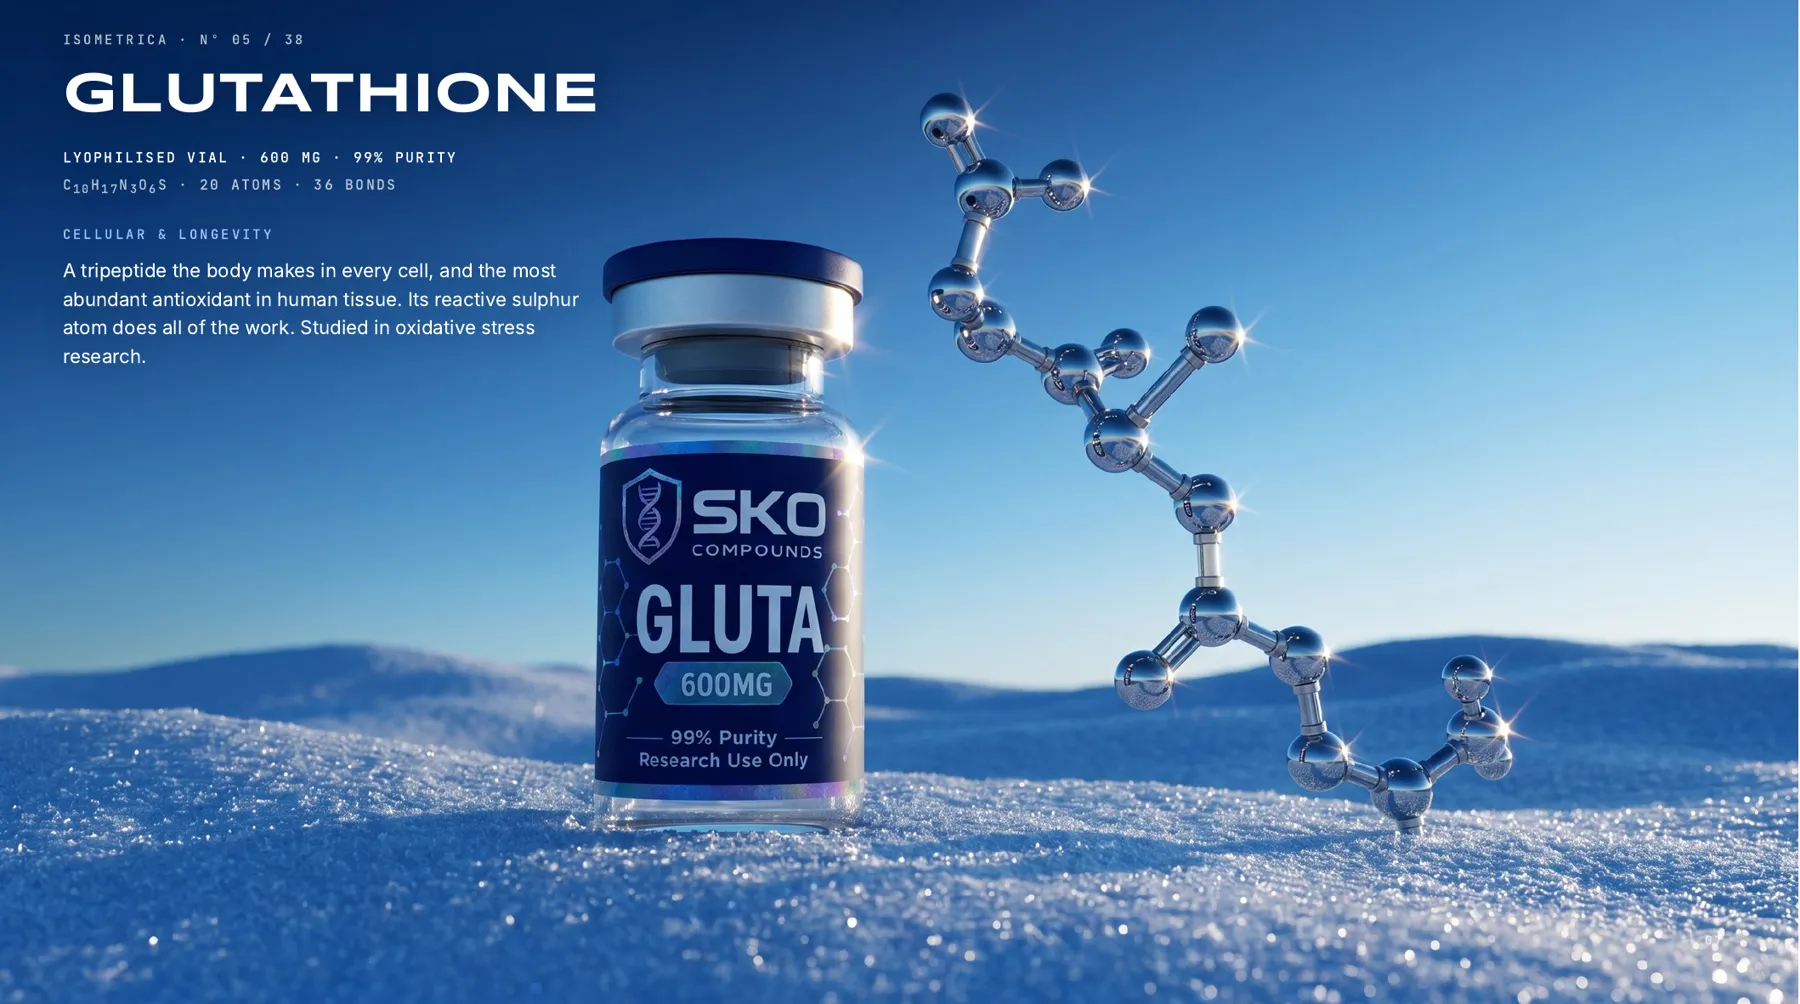 ISOMETRICA · N° 05 / 38
GLUTATHIONE
LYOPHILISED VIAL · 600 MG · 99% PURITY
C₁₀H₁₇N₃O₆S · 20 ATOMS · 36 BONDS
CELLULAR & LONGEVITY
A tripeptide the body makes in every cell, and the most
abundant antioxidant in human tissue. Its reactive sulphur
atom does all of the work. Studied in oxidative stress
research.
SKO
COMPOUNDS
GLUTA
600MG
99% Purity
Research Use Only